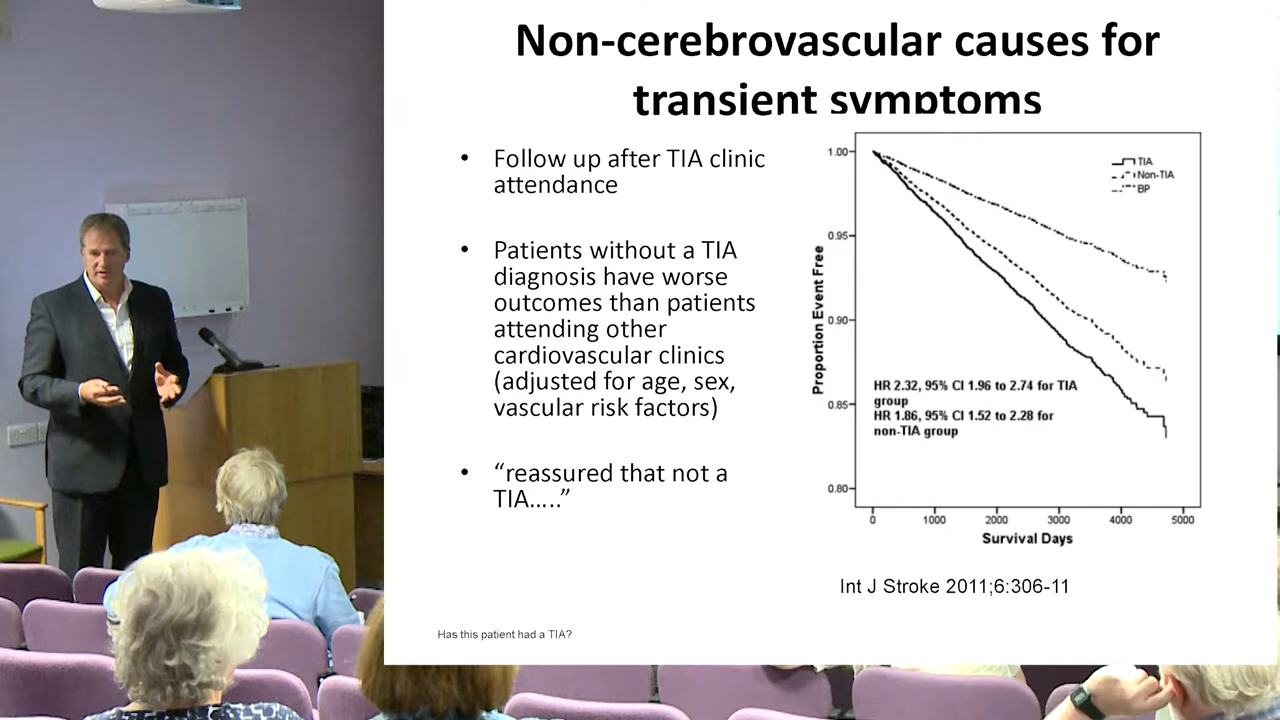 Non-cerebrovascular causes for
transient symptoms
• Follow up after TIA clinic
attendance
• Patients without a TIA
diagnosis have worse
outcomes than patients
attending other
cardiovascular clinics
(adjusted for age, sex,
vascular risk factors)
• “reassured that not a
TIA…..”
Proportion Event Free
1.00
0.95
0.90
0.85
0.80
TIA
Non-TIA
BP
HR 2.32, 95% CI 1.96 to 2.74 for TIA
group
HR 1.86, 95% CI 1.52 to 2.28 for
non-TIA group
0 1000 2000 3000 4000 5000
Survival Days
Int J Stroke 2011;6:306-11
Has this patient had a TIA?